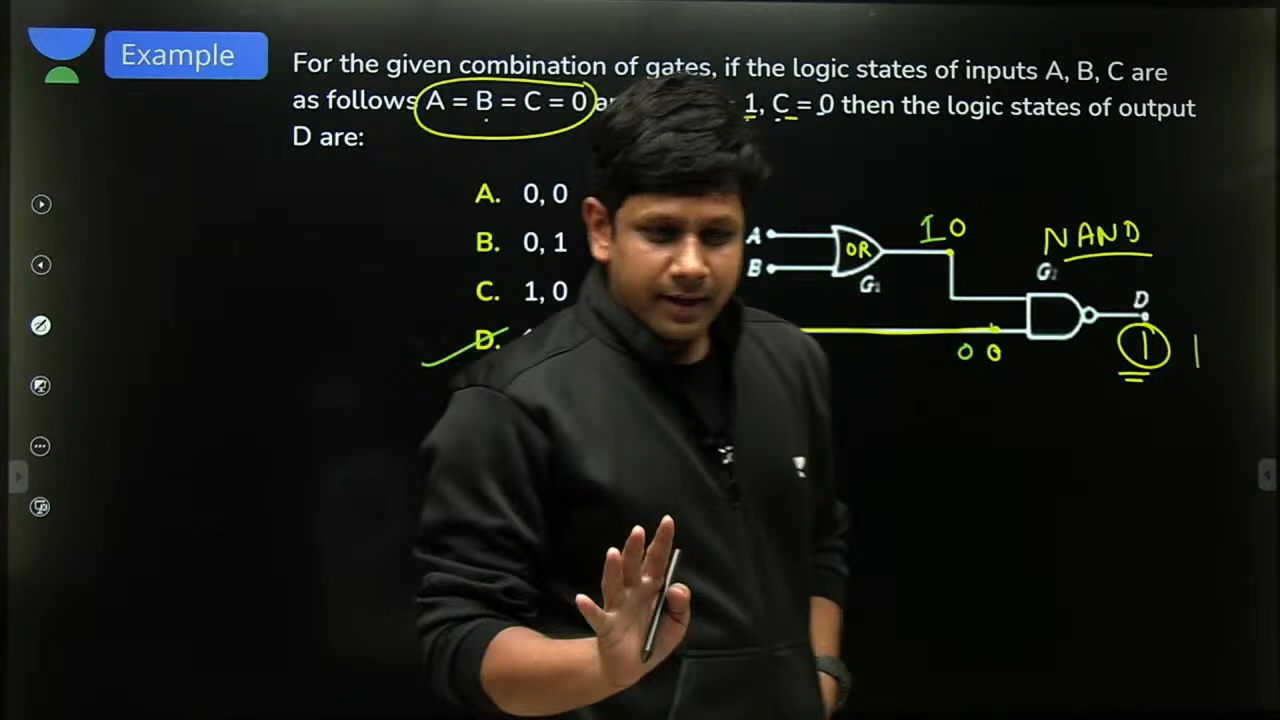 Example
For the given combination of gates, if the logic states of inputs A, B, C are
as follows A = B = C = 0 1, C = 0 then the logic states of output
D are:
A. 0, 0
B. 0, 1
C. 1, 0
D.
A
B
OR
G₁
1 0
NAND
G₂
D
0 0
1 1